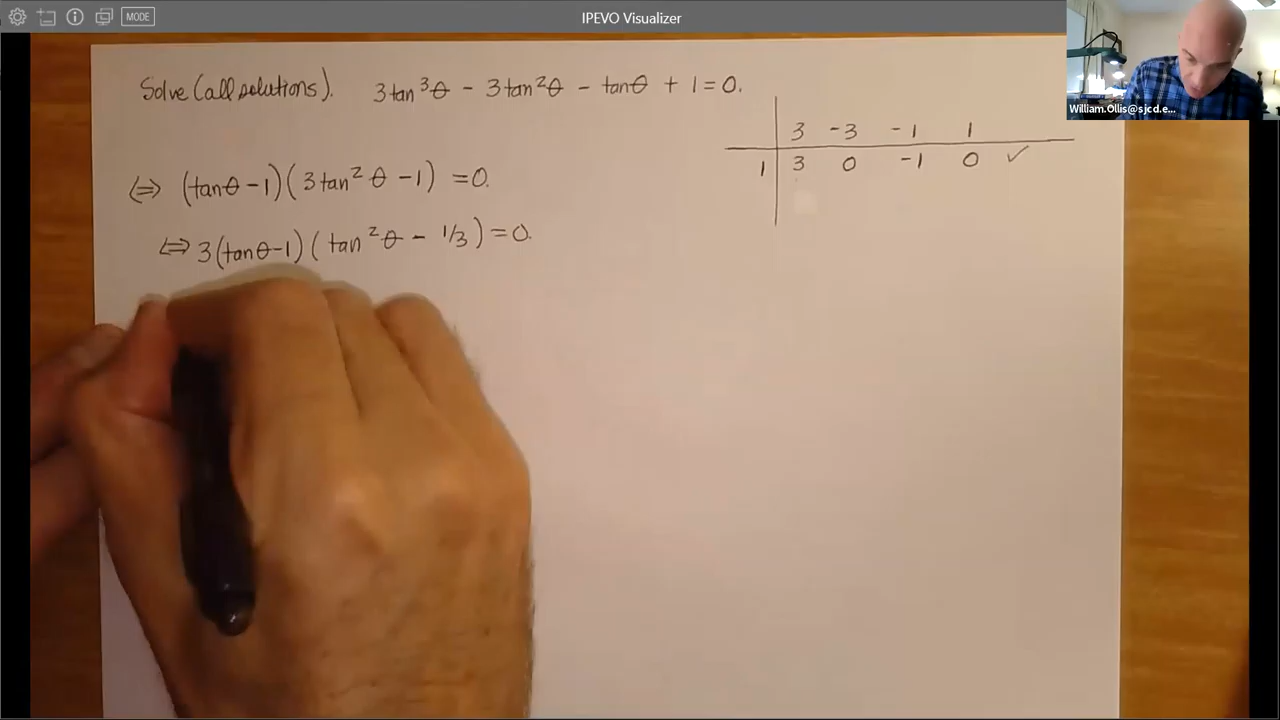 MODE
IPEVO Visualizer
William.Ollis@sjcd.e...
Solve (all solutions). 3tan³θ - 3tan²θ - tanθ + 1 = 0.
3 -3 -1 1
1 3 0 -1 0 ✓
⇔ (tanθ - 1)(3tan²θ - 1) = 0.
⇔ 3(tanθ-1)(tan²θ - 1/3) = 0.